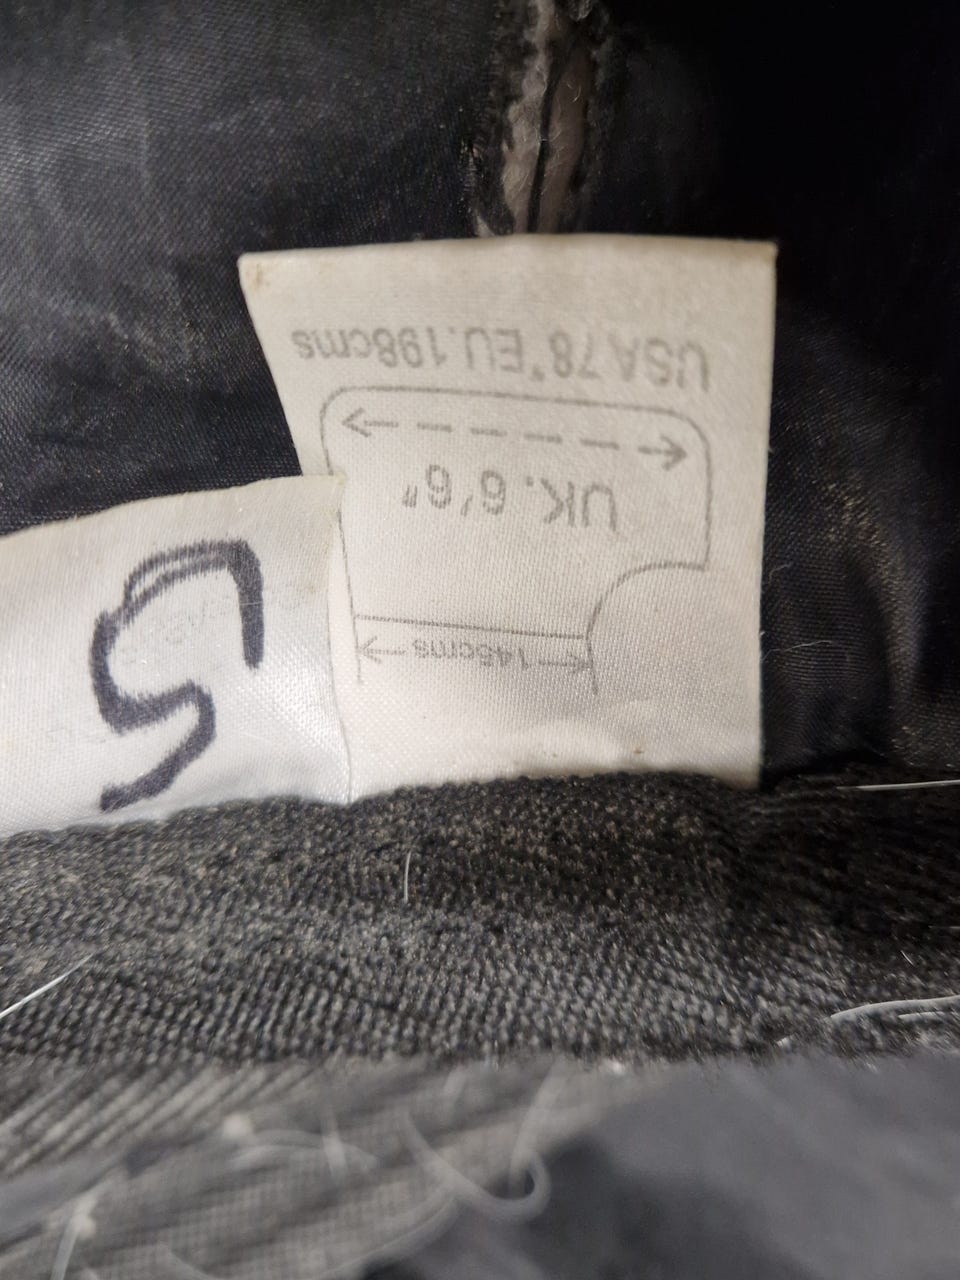 145cms
UK. 6'6"
USA 78" EU. 198cms
S